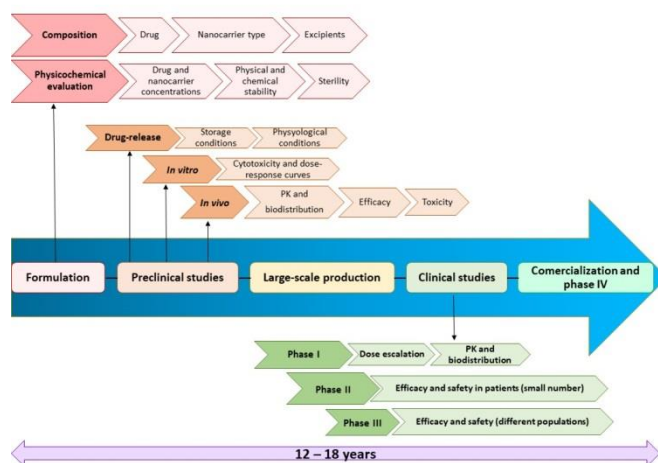 Composition
Drug
Nanocarrier type
Excipients
Physicochemical
evaluation
Drug and
nanocarrier
concentrations
Physical and
chemical
stability
Sterility
Drug-release
Storage
conditions
Physyological
conditions
In vitro
Cytotoxicity and dose-
response curves
In vivo
PK and
biodistribution
Efficacy
Toxicity
Formulation
Preclinical studies
Large-scale production
Clinical studies
Comercialization and
phase IV
Phase I
Dose escalation
PK and
biodistribution
Phase II
Efficacy and safety in patients (small number)
Phase III
Efficacy and safety (different populations)
12 – 18 years